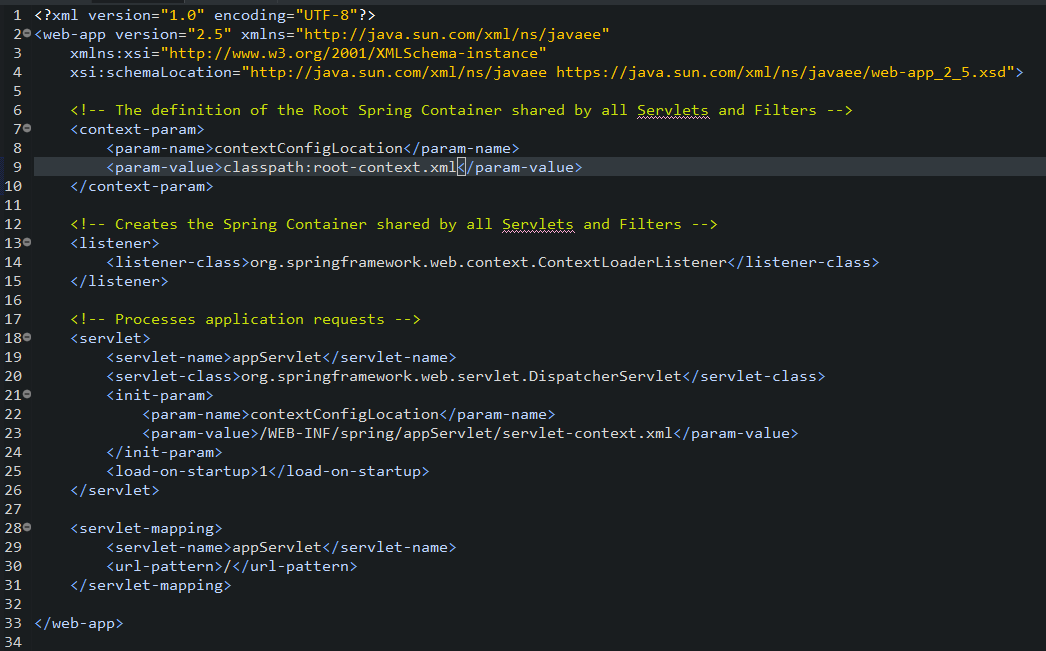 1 <?xml version="1.0" encoding="UTF-8"?>
2 <web-app version="2.5" xmlns="http://java.sun.com/xml/ns/javaee"
3     xmlns:xsi="http://www.w3.org/2001/XMLSchema-instance"
4     xsi:schemaLocation="http://java.sun.com/xml/ns/javaee https://java.sun.com/xml/ns/javaee/web-app_2_5.xsd">
5
6     <!-- The definition of the Root Spring Container shared by all Servlets and Filters -->
7     <context-param>
8         <param-name>contextConfigLocation</param-name>
9         <param-value>classpath:root-context.xml</param-value>
10     </context-param>
11
12     <!-- Creates the Spring Container shared by all Servlets and Filters -->
13     <listener>
14         <listener-class>org.springframework.web.context.ContextLoaderListener</listener-class>
15     </listener>
16
17     <!-- Processes application requests -->
18     <servlet>
19         <servlet-name>appServlet</servlet-name>
20         <servlet-class>org.springframework.web.servlet.DispatcherServlet</servlet-class>
21         <init-param>
22             <param-name>contextConfigLocation</param-name>
23             <param-value>/WEB-INF/spring/appServlet/servlet-context.xml</param-value>
24         </init-param>
25         <load-on-startup>1</load-on-startup>
26     </servlet>
27
28     <servlet-mapping>
29         <servlet-name>appServlet</servlet-name>
30         <url-pattern>/</url-pattern>
31     </servlet-mapping>
32
33 </web-app>
34